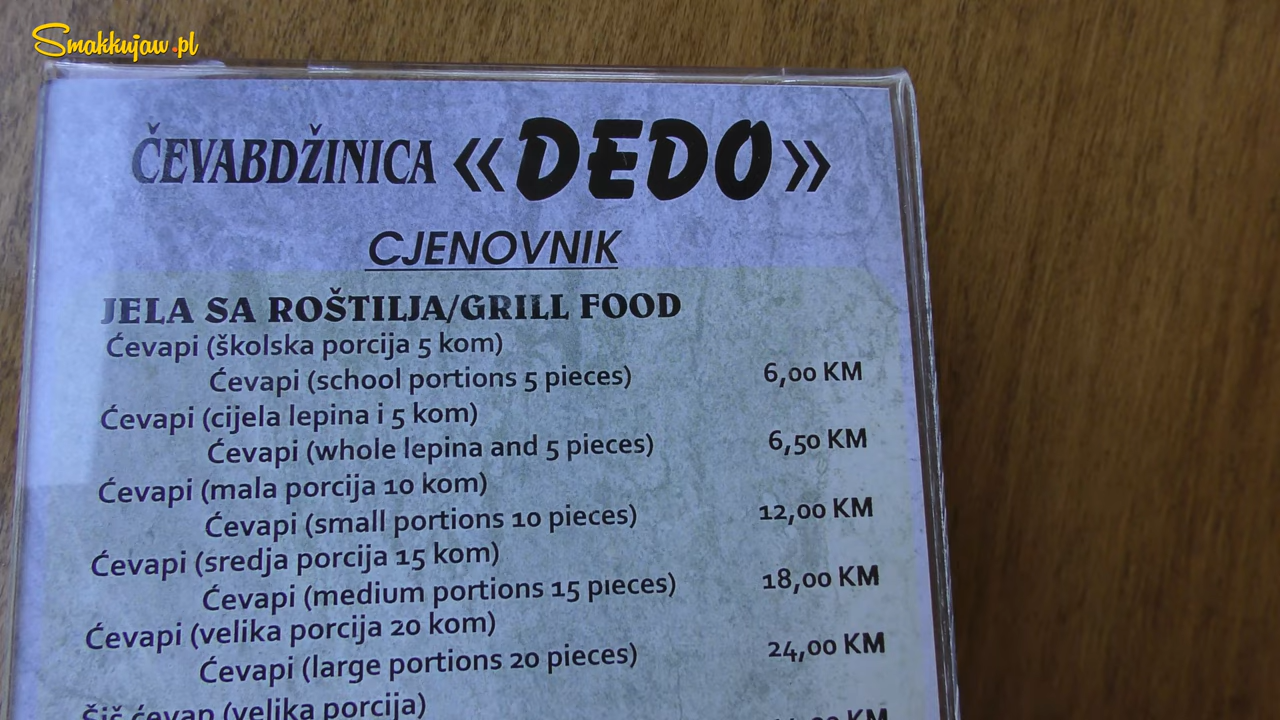 Smakkujaw.pl
ČEVABDŽINICA «DEDO»
CJENOVNIK
JELA SA ROŠTILJA/GRILL FOOD
Ćevapi (školska porcija 5 kom)
Ćevapi (school portions 5 pieces) 6,00 KM
Ćevapi (cijela lepina i 5 kom)
Ćevapi (whole lepina and 5 pieces) 6,50 KM
Ćevapi (mala porcija 10 kom)
Ćevapi (small portions 10 pieces) 12,00 KM
Ćevapi (sredja porcija 15 kom)
Ćevapi (medium portions 15 pieces) 18,00 KM
Ćevapi (velika porcija 20 kom)
Ćevapi (large portions 20 pieces) 24,00 KM
Šiš ćevap (velika porcija)
KM